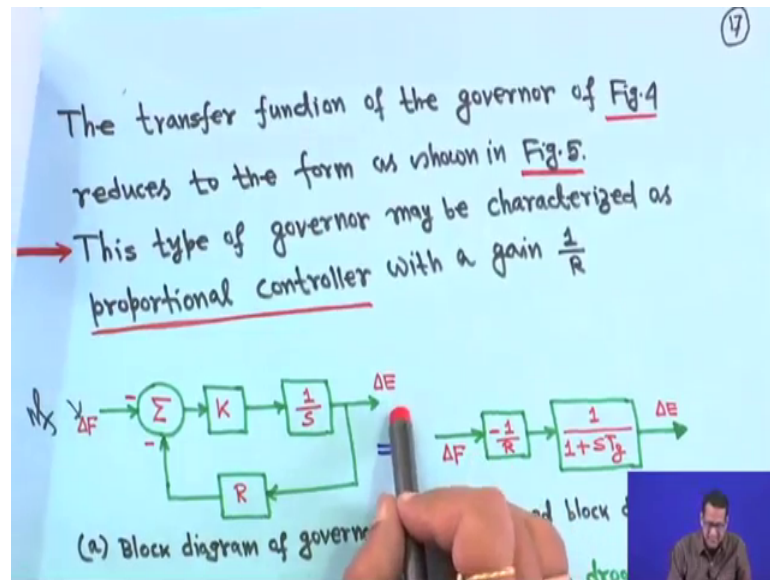 17
The transfer function of the governor of Fig.4
reduces to the form as shown in Fig.5.
→ This type of governor may be characterized as
proportional controller with a gain 1/R
ΔF - Σ - K 1/S ΔE
R
= ΔF -1/R 1/(1+STg) ΔE
(a) Block diagram of govern
block d